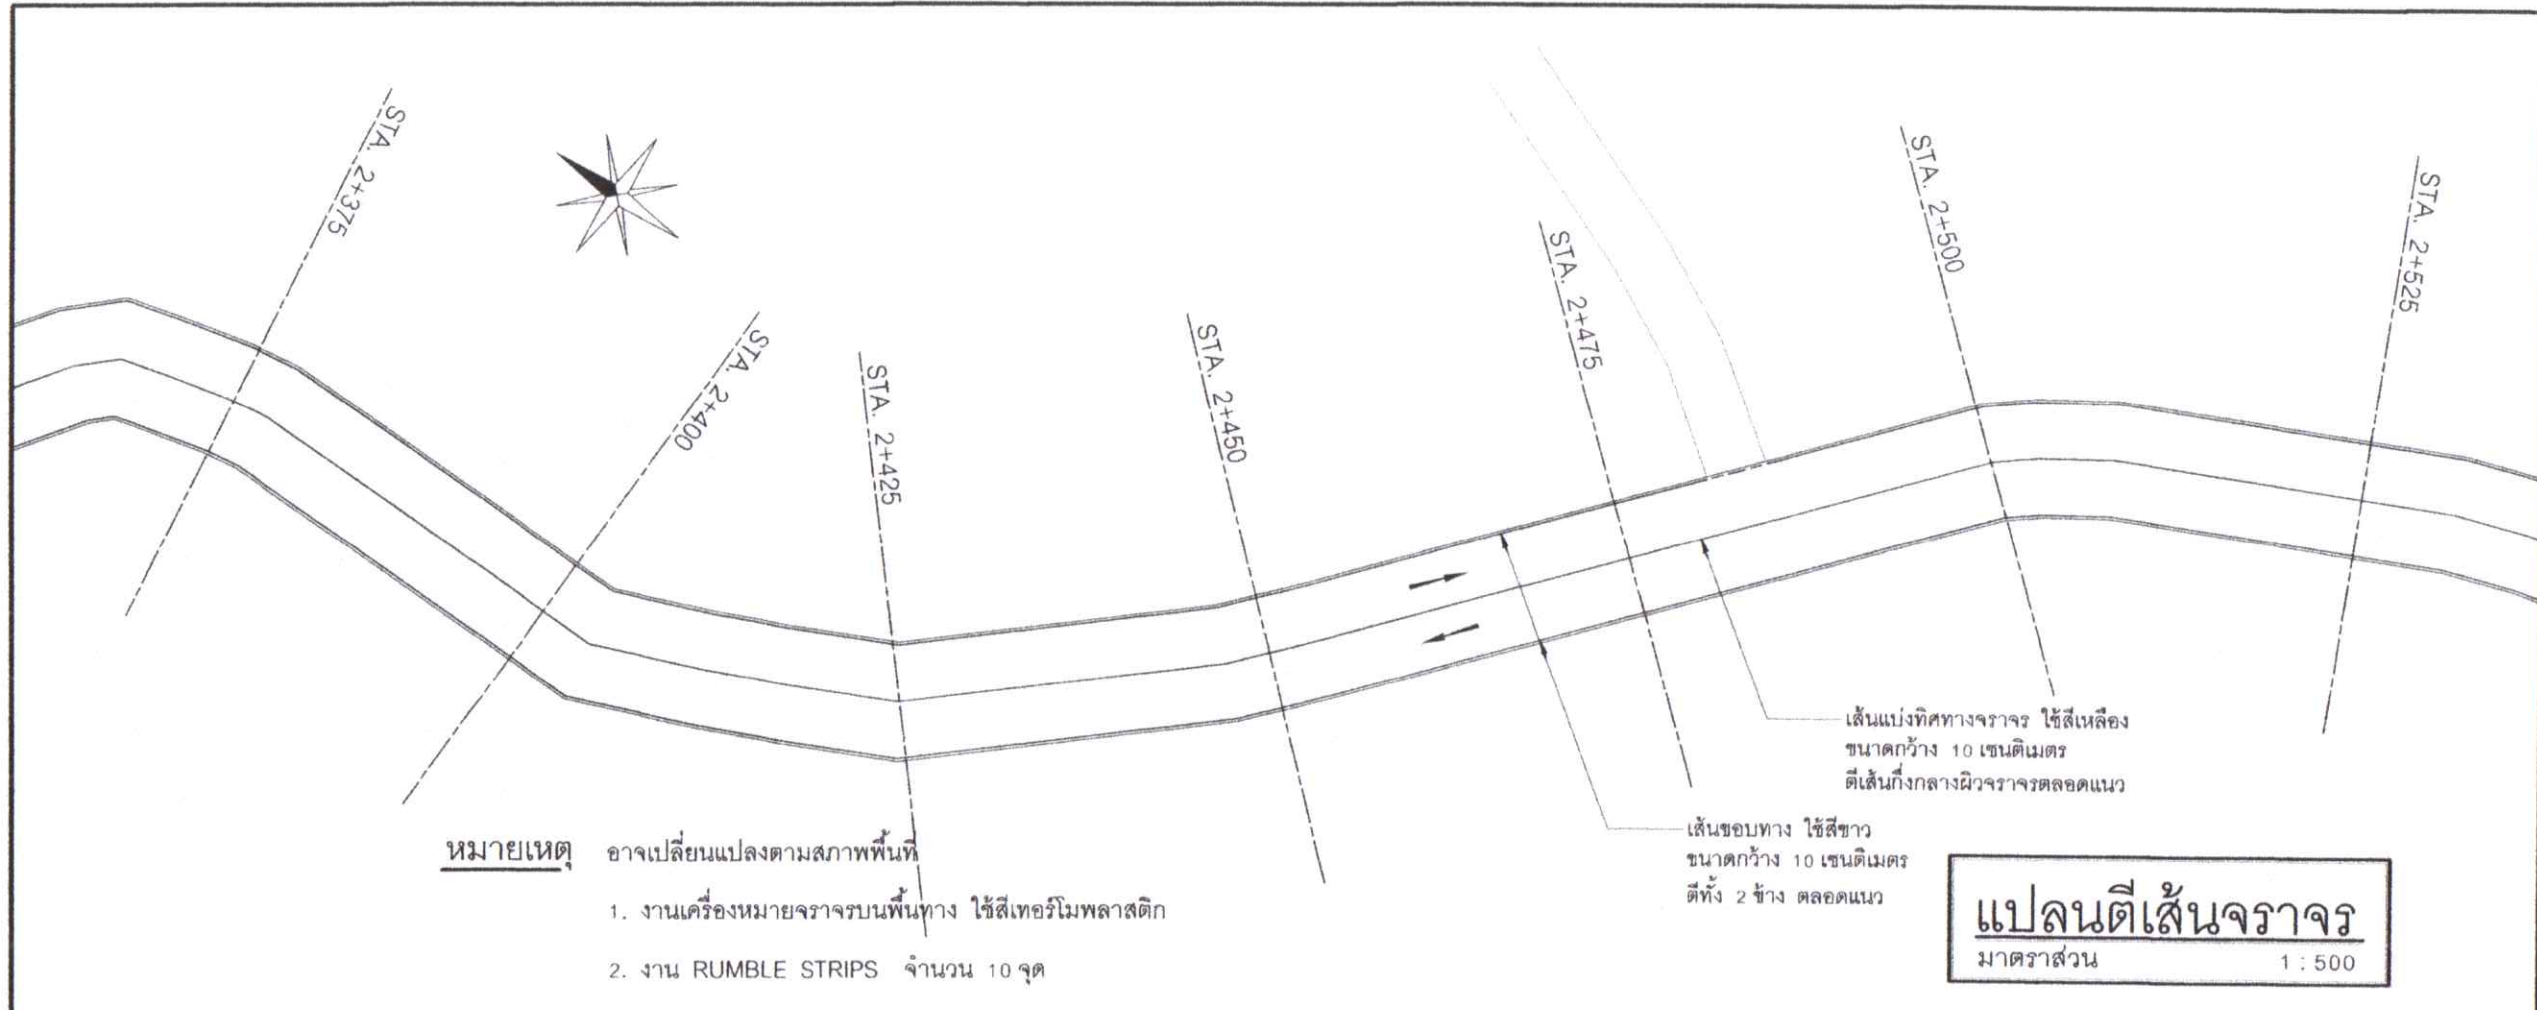 STA. 2+375
STA. 2+400
STA. 2+425
STA. 2+450
STA. 2+475
STA. 2+500
STA. 2+525
เส้นแบ่งทิศทางจราจร ใช้สีเหลือง
ขนาดกว้าง 10 เซนติเมตร
ตีเส้นกึ่งกลางผิวจราจรตลอดแนว
เส้นขอบทาง ใช้สีขาว
ขนาดกว้าง 10 เซนติเมตร
ตีทั้ง 2 ข้าง ตลอดแนว
หมายเหตุ อาจเปลี่ยนแปลงตามสภาพพื้นที่
1. งานเครื่องหมายจราจรบนพื้นทาง ใช้สีเทอร์โมพลาสติก
2. งาน RUMBLE STRIPS จำนวน 10 จุด
แปลนตีเส้นจราจร
มาตราส่วน 1 : 500